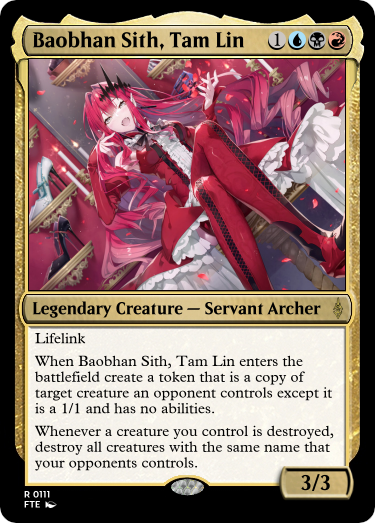 Baobhan Sith, Tam Lin 1
Legendary Creature — Servant Archer
Lifelink
When Baobhan Sith, Tam Lin enters the
battlefield create a token that is a copy of
target creature an opponent controls except it
is a 1/1 and has no abilities.
Whenever a creature you control is destroyed,
destroy all creatures with the same name that
your opponents controls.
3/3
R 0111
FTE